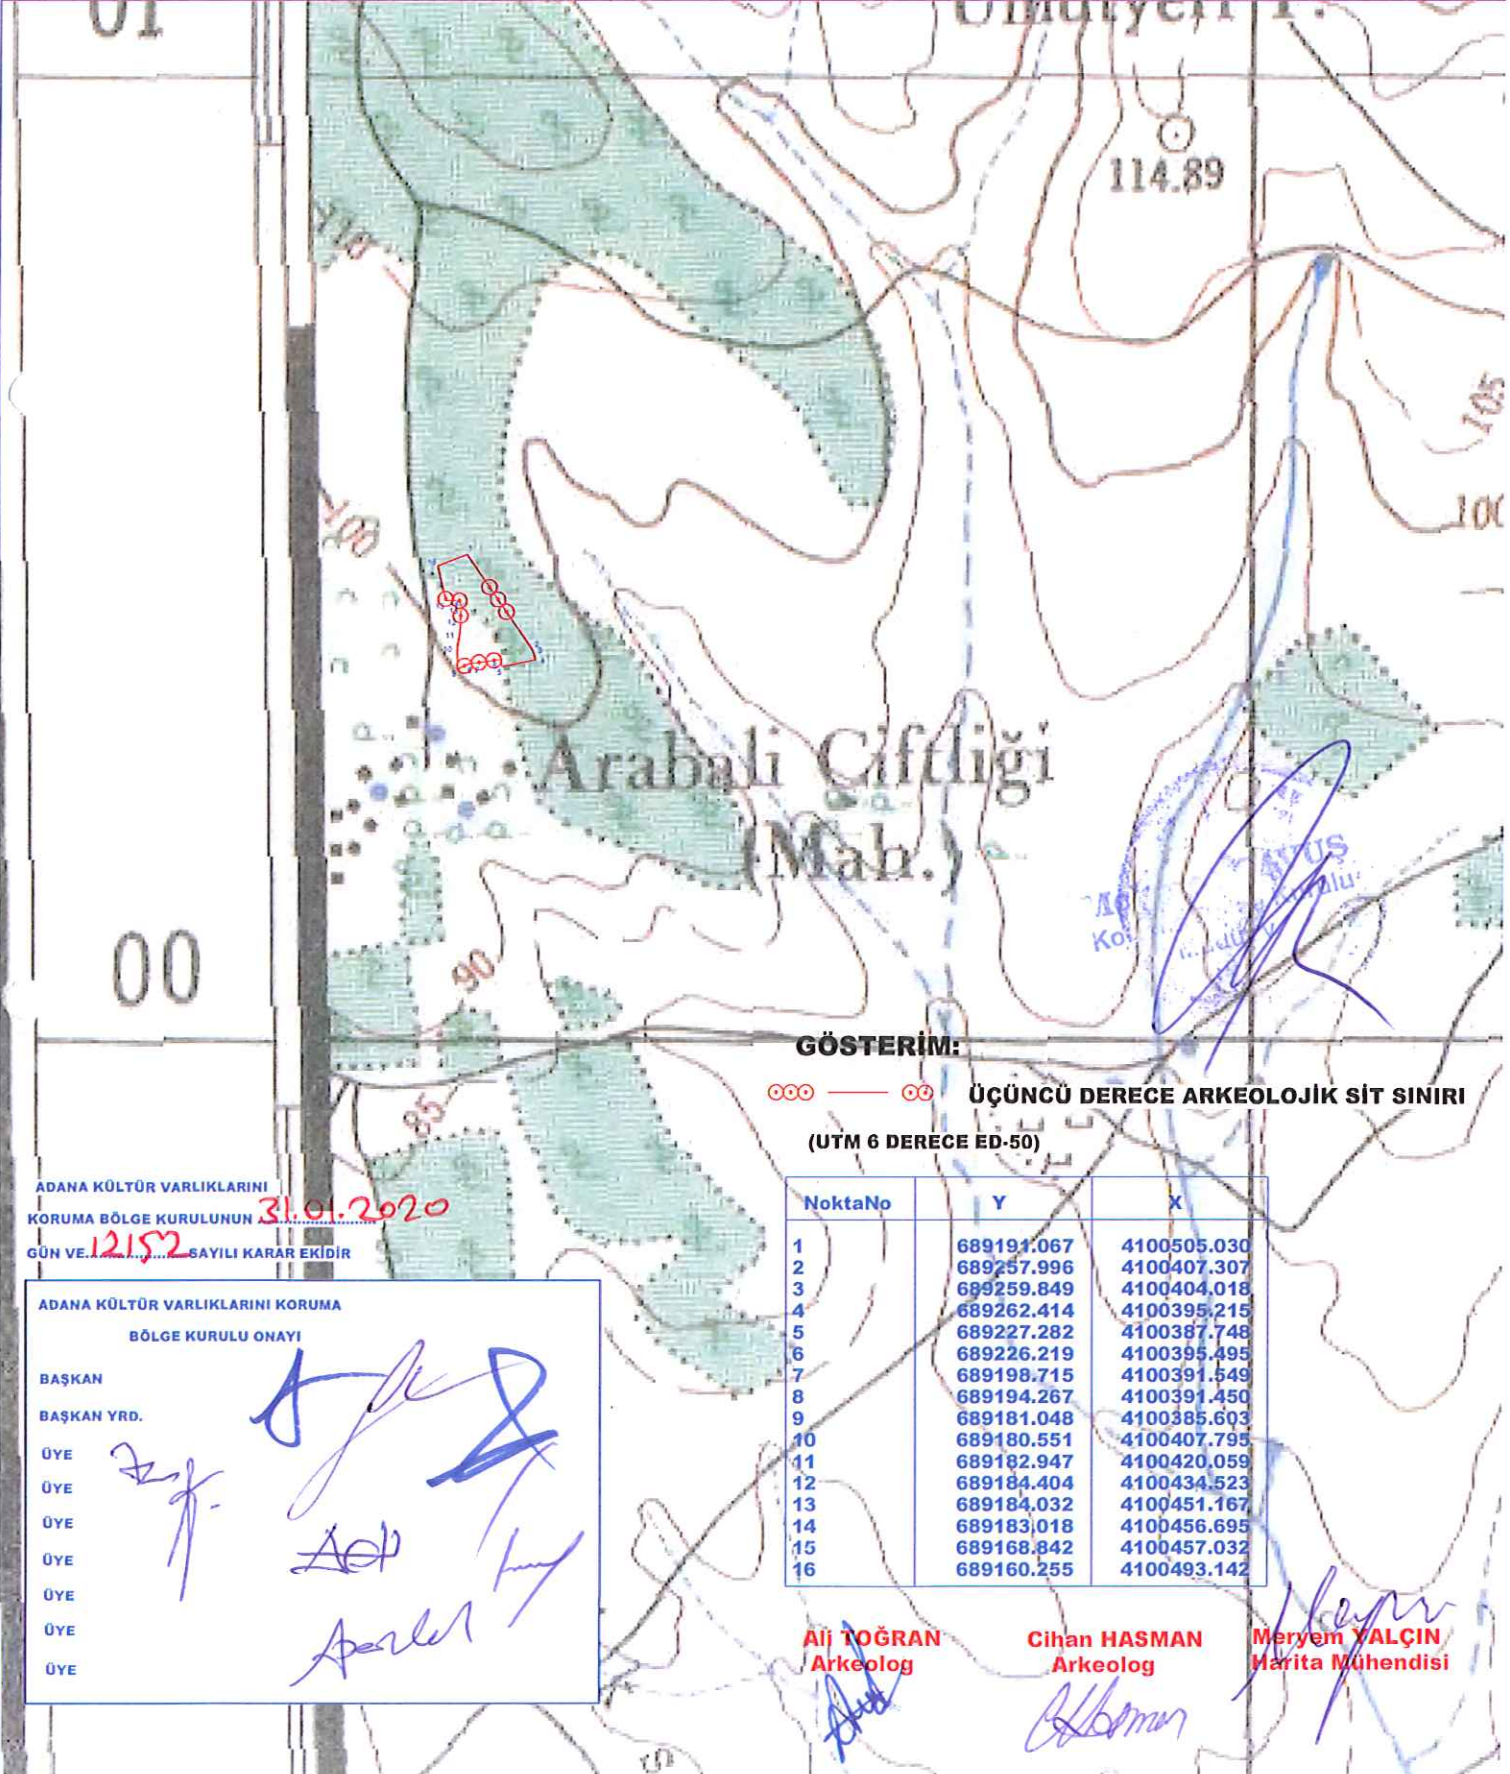 01
114.89
110
105
100
100
Arabali Çiftliği
(Mah.)
00
90
85
GÖSTERİM:
ÜÇÜNCÜ DERECE ARKEOLOJİK SİT SINIRI
(UTM 6 DERECE ED-50)
ADANA KÜLTÜR VARLIKLARINI
KORUMA BÖLGE KURULUNUN 31.01.2020
GÜN VE 12152 SAYILI KARAR EKİDİR
ADANA KÜLTÜR VARLIKLARINI KORUMA
BÖLGE KURULU ONAYI
BAŞKAN
BAŞKAN YRD.
ÜYE
ÜYE
ÜYE
ÜYE
ÜYE
ÜYE
ÜYE
NoktaNo Y X
1 689191.067 4100505.030
2 689257.996 4100407.307
3 689259.849 4100404.018
4 689262.414 4100395.215
5 689227.282 4100387.748
6 689226.219 4100395.495
7 689198.715 4100391.549
8 689194.267 4100391.450
9 689181.048 4100385.603
10 689180.551 4100407.795
11 689182.947 4100420.059
12 689184.404 4100434.523
13 689184.032 4100451.167
14 689183.018 4100456.695
15 689168.842 4100457.032
16 689160.255 4100493.142
Ali TOĞRAN
Arkeolog
Cihan HASMAN
Arkeolog
Meryem YALÇIN
Harita Mühendisi